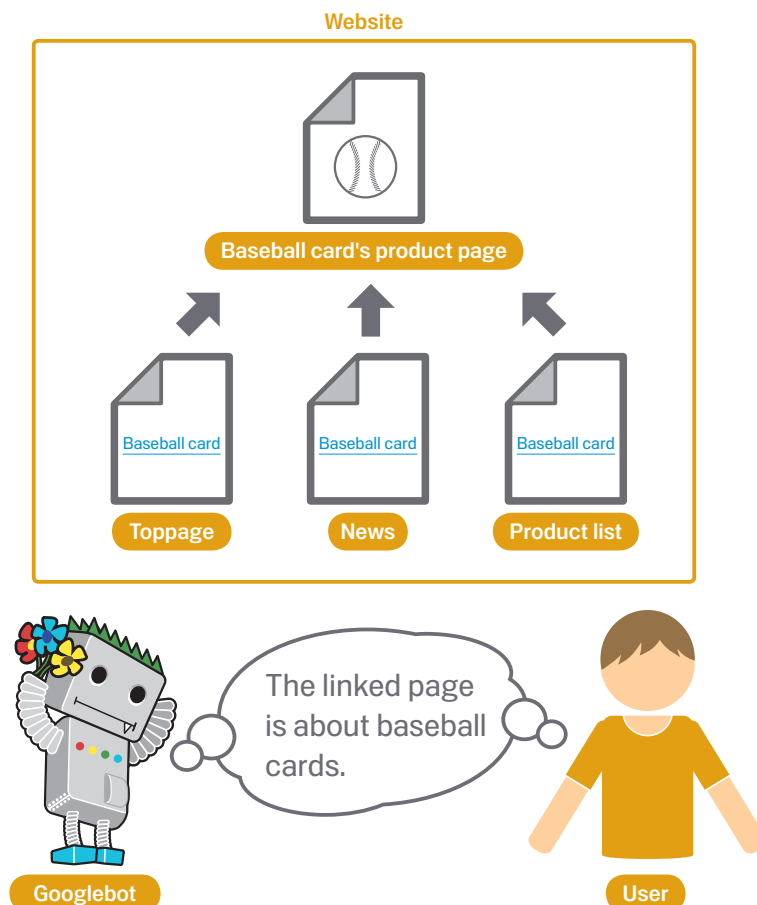 Website
Baseball card's product page
Baseball card
Baseball card
Baseball card
Toppage
News
Product list
The linked page
is about baseball
cards.
Googlebot
User